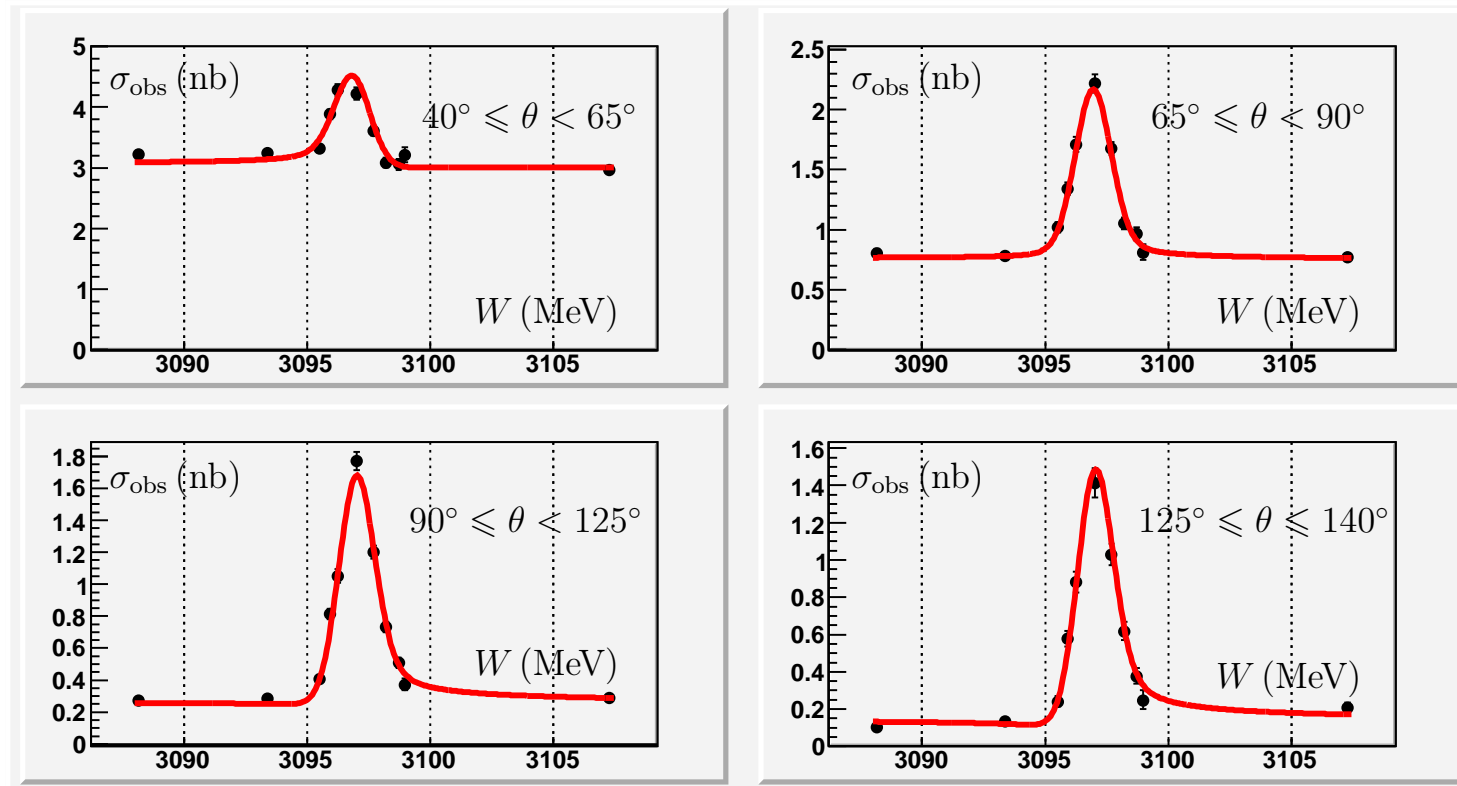 5
σobs (nb)
4
40° ⩽ θ < 65°
3
2
1
W (MeV)
0
3090 3095 3100 3105
2.5
σobs (nb)
2
65° ⩽ θ < 90°
1.5
1
0.5
W (MeV)
0
3090 3095 3100 3105
1.8
σobs (nb)
1.6
1.4
90° ⩽ θ < 125°
1.2
1
0.8
0.6
W (MeV)
0.4
0.2
0
3090 3095 3100 3105
1.6
σobs (nb)
1.4
1.2
125° ⩽ θ ⩽ 140°
1
0.8
0.6
0.4
W (MeV)
0.2
0
3090 3095 3100 3105